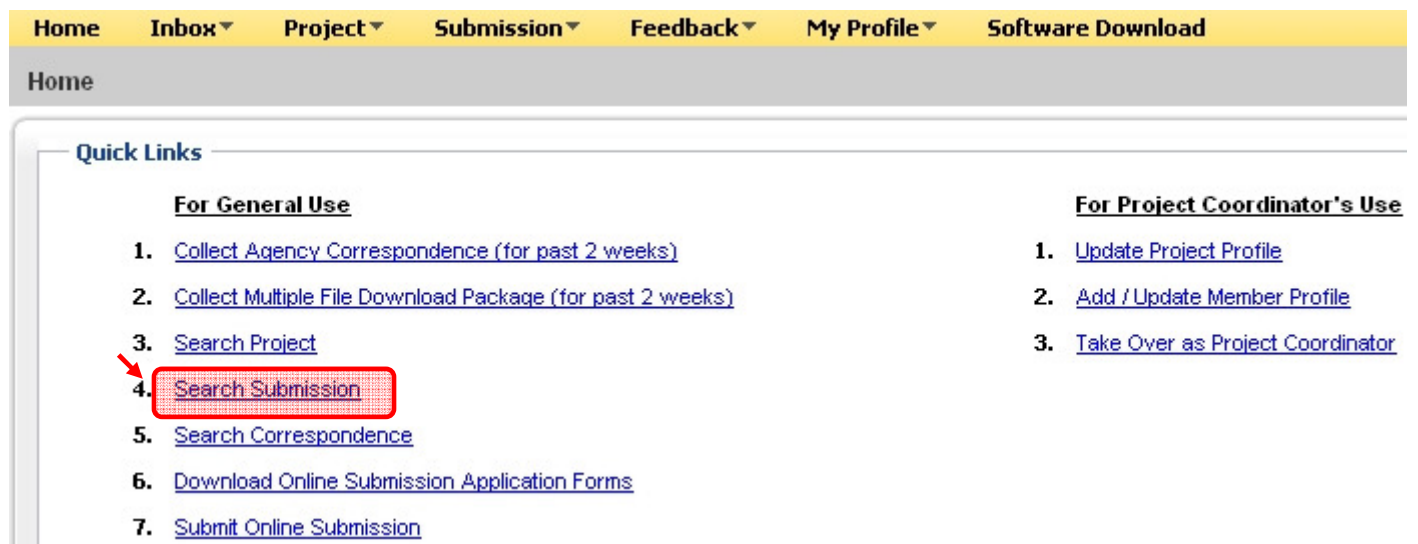 Home Inbox Project Submission Feedback My Profile Software Download
Home
Quick Links
For General Use
1. Collect Agency Correspondence (for past 2 weeks)
2. Collect Multiple File Download Package (for past 2 weeks)
3. Search Project
4. Search Submission
5. Search Correspondence
6. Download Online Submission Application Forms
7. Submit Online Submission
For Project Coordinator's Use
1. Update Project Profile
2. Add / Update Member Profile
3. Take Over as Project Coordinator